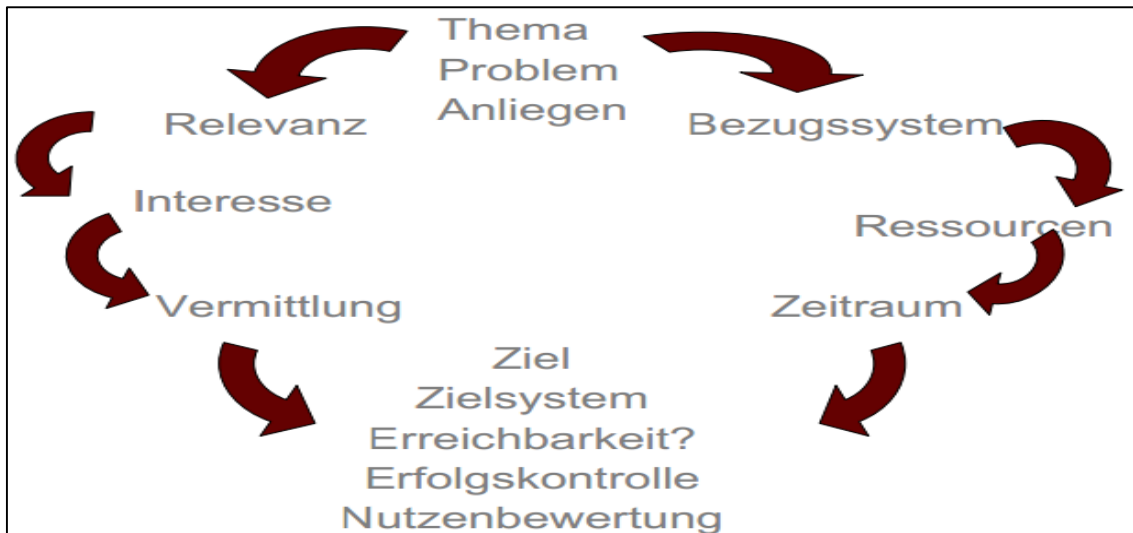 Thema
Problem
Anliegen
Relevanz
Bezugssystem
Interesse
Ressourcen
Vermittlung
Zeitraum
Ziel
Zielsystem
Erreichbarkeit?
Erfolgskontrolle
Nutzenbewertung